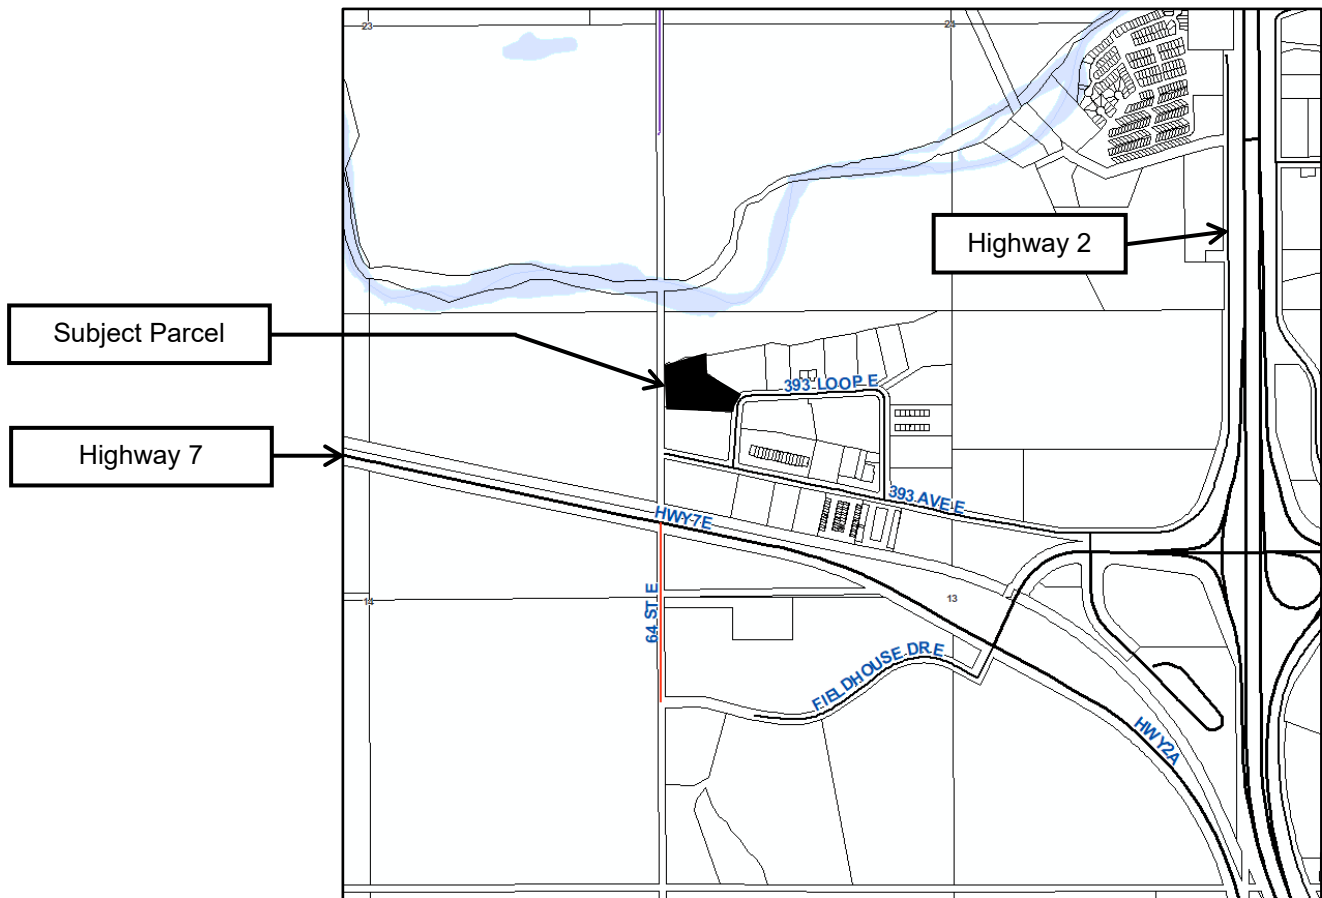 23
24
Highway 2
Subject Parcel
393 LOOP E
Highway 7
393 AVE E
HWY7E
64 ST E
14
13
FIELDHOUSE DR E
HWY2A